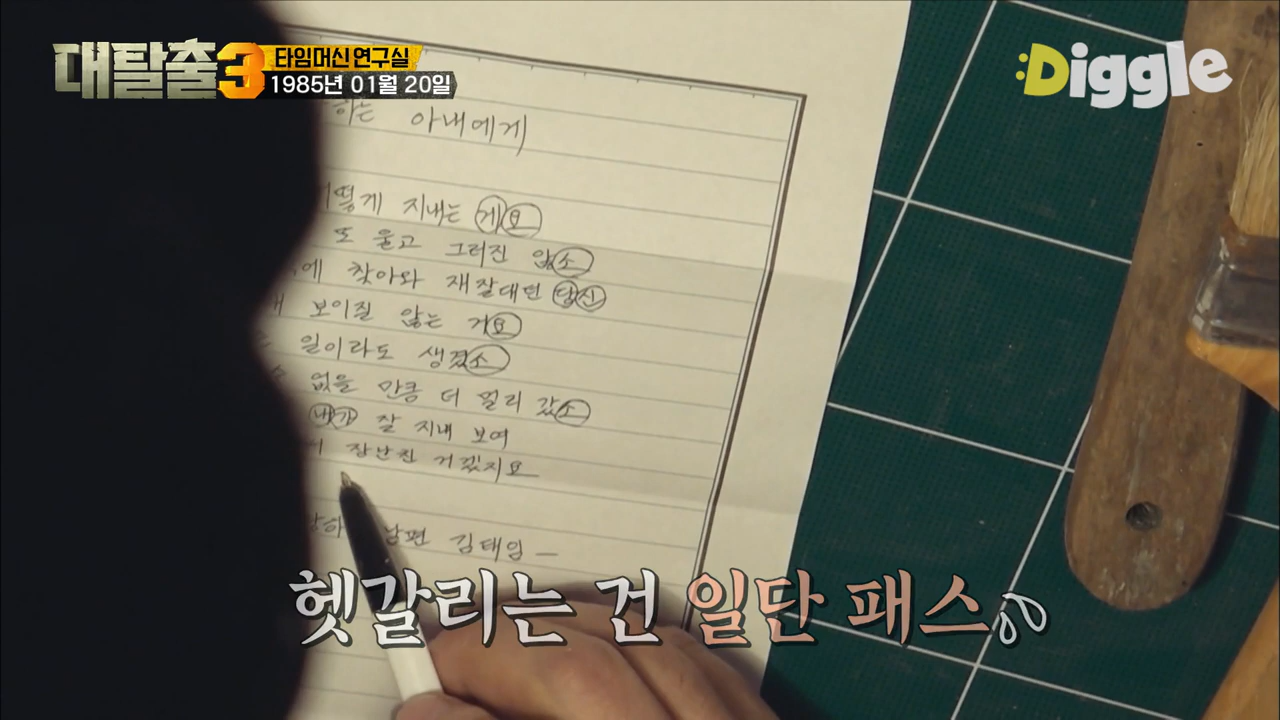 대탈출3 타임머신 연구실
1985년 01월 20일
:Diggle
하는 아내에게
어떻게 지내는 게요
또 울고 그러진 않소
에 찾아와 재잘대던 당신
보이질 않는 거요
일이라도 생겼소
없을 만큼 더 멀리 갔소
내가 잘 지내 보여
장난친 거겠지요
남편 김태임 —
헷갈리는 건 일단 패스